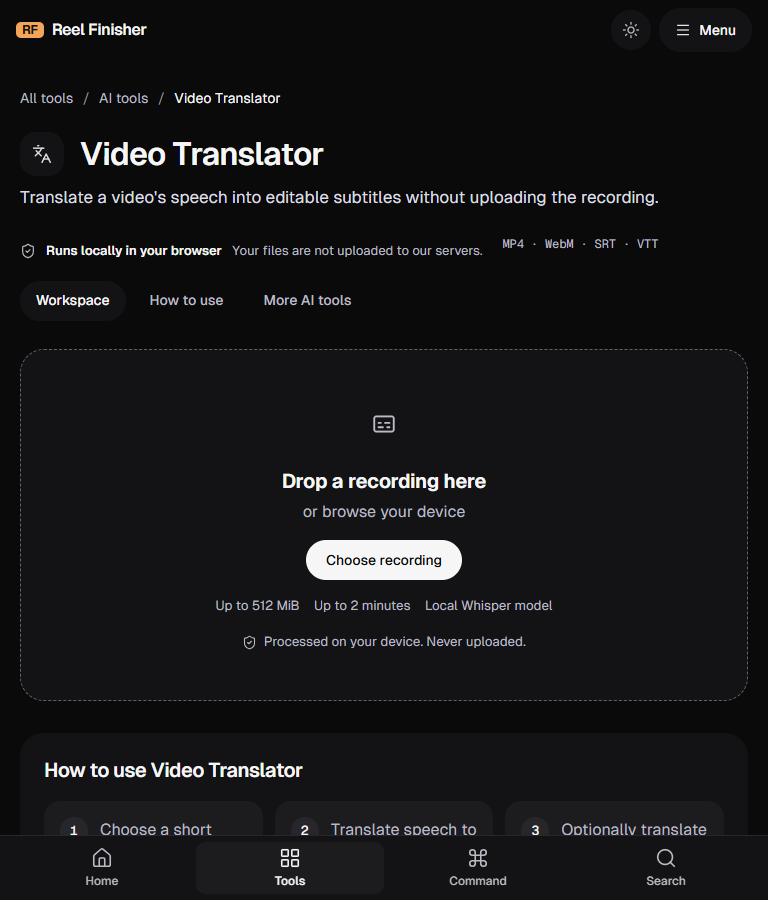 RF Reel Finisher
Menu
All tools / AI tools / Video Translator
Video Translator
Translate a video's speech into editable subtitles without uploading the recording.
Runs locally in your browser Your files are not uploaded to our servers. MP4 · WebM · SRT · VTT
Workspace How to use More AI tools
Drop a recording here
or browse your device
Choose recording
Up to 512 MiB Up to 2 minutes Local Whisper model
Processed on your device. Never uploaded.
How to use Video Translator
1 Choose a short 2 Translate speech to 3 Optionally translate
Home Tools Command Search